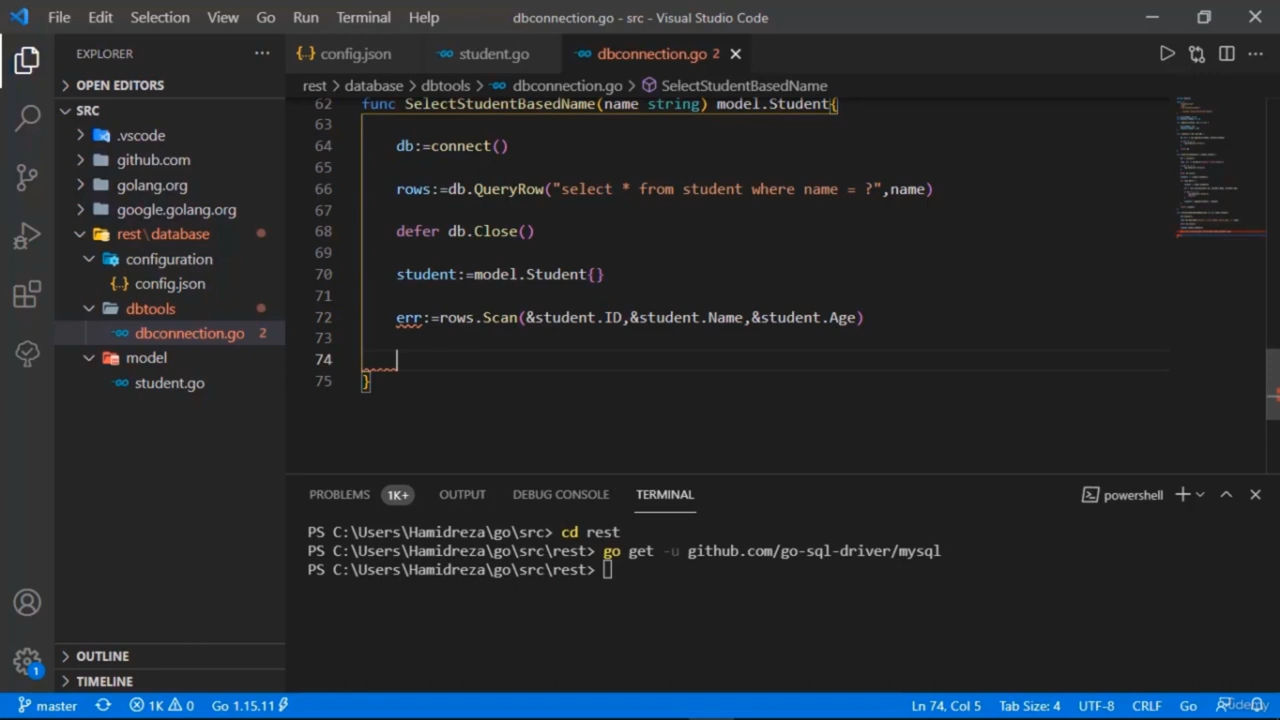 File Edit Selection View Go Run Terminal Help
dbconnection.go - src - Visual Studio Code
EXPLORER
config.json student.go dbconnection.go 2
OPEN EDITORS
rest > database > dbtools > dbconnection.go > SelectStudentBasedName
SRC
.vscode
github.com
golang.org
google.golang.org
rest\database
configuration
config.json
dbtools
dbconnection.go 2
model
student.go
OUTLINE
TIMELINE
62 func SelectStudentBasedName(name string) model.Student{
63
64 db:=connect()
65
66 rows:=db.QueryRow("select * from student where name = ?",name)
67
68 defer db.Close()
69
70 student:=model.Student{}
71
72 err:=rows.Scan(&student.ID,&student.Name,&student.Age)
73
74
75 }
PROBLEMS 1K+ OUTPUT DEBUG CONSOLE TERMINAL
powershell
PS C:\Users\Hamidreza\go\src> cd rest
PS C:\Users\Hamidreza\go\src\rest> go get -u github.com/go-sql-driver/mysql
PS C:\Users\Hamidreza\go\src\rest>
1
master 1K 0 Go 1.15.11
Ln 74, Col 5 Tab Size: 4 UTF-8 CRLF Go